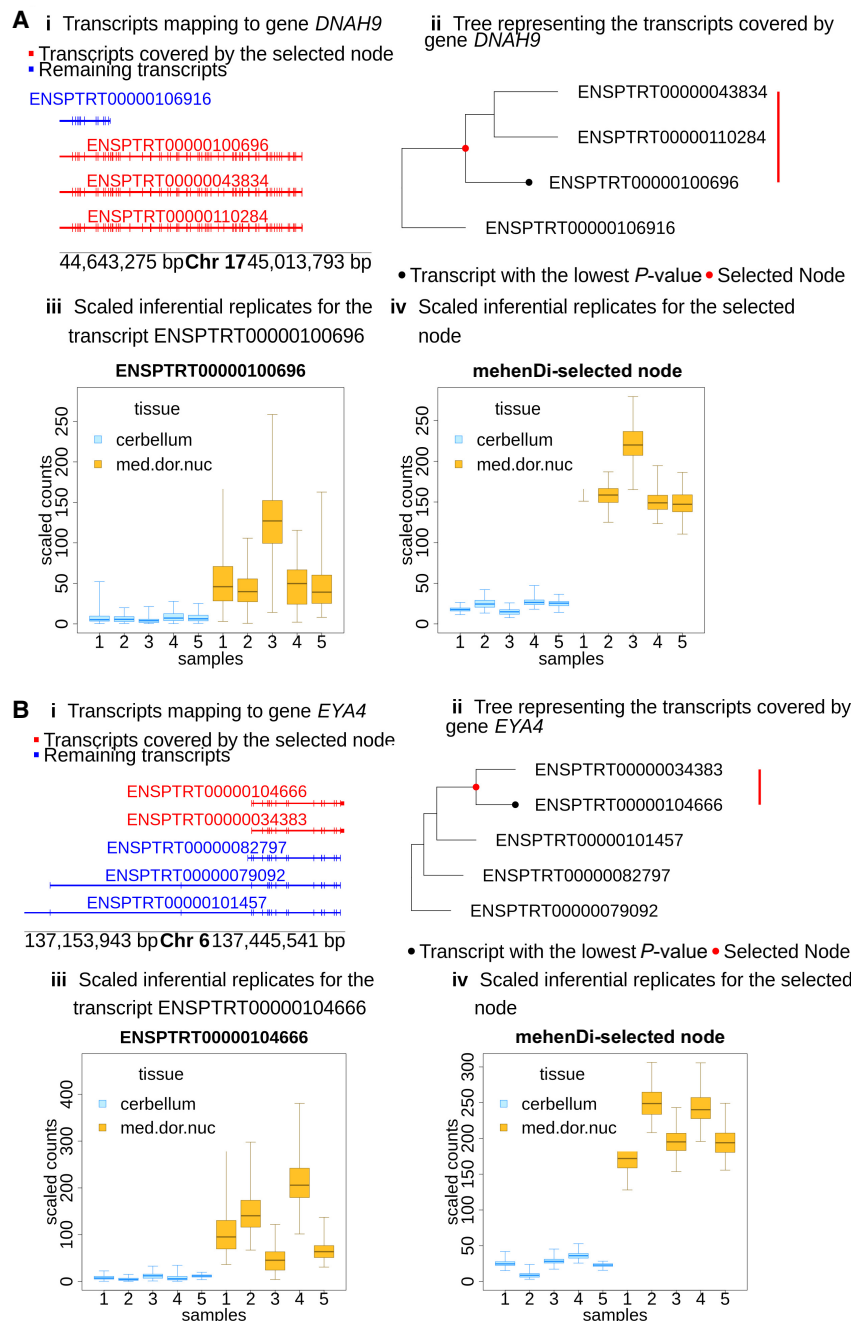 A
i Transcripts mapping to gene DNAH9
Transcripts covered by the selected node
Remaining transcripts
ENSPTRT00000106916
ENSPTRT00000100696
ENSPTRT00000043834
ENSPTRT00000110284
44,643,275 bp Chr 17 45,013,793 bp
ii Tree representing the transcripts covered by
gene DNAH9
ENSPTRT00000043834
ENSPTRT00000110284
ENSPTRT00000100696
ENSPTRT00000106916
Transcript with the lowest P-value Selected Node
iii Scaled inferential replicates for the
transcript ENSPTRT00000100696
ENSPTRT00000100696
tissue
cerbellum
med.dor.nuc
scaled counts
0 50 100 150 200 250
1 2 3 4 5 1 2 3 4 5
samples
iv Scaled inferential replicates for the selected
node
mehenDi-selected node
tissue
cerbellum
med.dor.nuc
scaled counts
0 50 100 150 200 250
1 2 3 4 5 1 2 3 4 5
samples
B
i Transcripts mapping to gene EYA4
Transcripts covered by the selected node
Remaining transcripts
ENSPTRT00000104666
ENSPTRT00000034383
ENSPTRT00000082797
ENSPTRT00000079092
ENSPTRT00000101457
137,153,943 bp Chr 6 137,445,541 bp
ii Tree representing the transcripts covered by
gene EYA4
ENSPTRT00000034383
ENSPTRT00000104666
ENSPTRT00000101457
ENSPTRT00000082797
ENSPTRT00000079092
Transcript with the lowest P-value Selected Node
iii Scaled inferential replicates for the
transcript ENSPTRT00000104666
ENSPTRT00000104666
tissue
cerbellum
med.dor.nuc
scaled counts
0 100 200 300 400
1 2 3 4 5 1 2 3 4 5
samples
iv Scaled inferential replicates for the selected
node
mehenDi-selected node
tissue
cerbellum
med.dor.nuc
scaled counts
0 50 100 150 200 250 300
1 2 3 4 5 1 2 3 4 5
samples